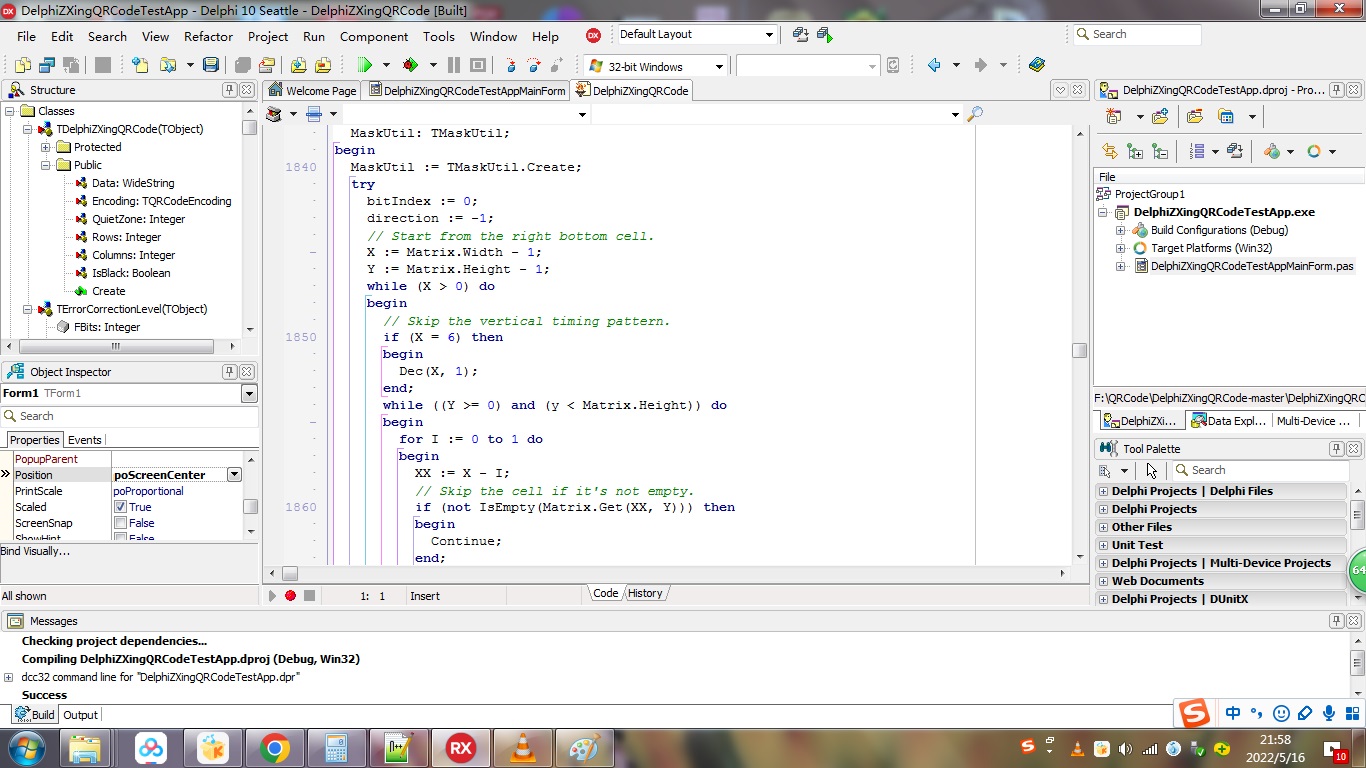 DX DelphiZXingQRCodeTestApp - Delphi 10 Seattle - DelphiZXingQRCode [Built]
File Edit Search View Refactor Project Run Component Tools Window Help DX Default Layout Search
32-bit Windows
Structure
Classes
TDelphiZXingQRCode(TObject)
Protected
Public
Data: WideString
Encoding: TQRCodeEncoding
QuietZone: Integer
Rows: Integer
Columns: Integer
IsBlack: Boolean
Create
TErrorCorrectionLevel(TObject)
FBits: Integer
Object Inspector
Form1 TForm1
Search
Properties Events
PopupParent
Position poScreenCenter
PrintScale poProportional
Scaled True
ScreenSnap False
ShowHint False
Bind Visually...
All shown
Welcome Page DelphiZXingQRCodeTestAppMainForm DelphiZXingQRCode
MaskUtil: TMaskUtil;
begin
1840 MaskUtil := TMaskUtil.Create;
try
bitIndex := 0;
direction := -1;
// Start from the right bottom cell.
X := Matrix.Width - 1;
Y := Matrix.Height - 1;
while (X > 0) do
begin
// Skip the vertical timing pattern.
1850 if (X = 6) then
begin
Dec(X, 1);
end;
while ((Y >= 0) and (y < Matrix.Height)) do
begin
for I := 0 to 1 do
begin
XX := X - I;
// Skip the cell if it's not empty.
1860 if (not IsEmpty(Matrix.Get(XX, Y))) then
begin
Continue;
end;
1: 1 Insert Code History
DelphiZXingQRCodeTestApp.dproj - Pro...
File
ProjectGroup1
DelphiZXingQRCodeTestApp.exe
Build Configurations (Debug)
Target Platforms (Win32)
DelphiZXingQRCodeTestAppMainForm.pas
F:\QRCode\DelphiZXingQRCode-master\DelphiZXingQRC
DelphiZXi... Data Expl... Multi-Device ...
Tool Palette
Search
Delphi Projects | Delphi Files
Delphi Projects
Other Files
Unit Test
Delphi Projects | Multi-Device Projects
Web Documents
Delphi Projects | DUnitX
64
Messages
Checking project dependencies...
Compiling DelphiZXingQRCodeTestApp.dproj (Debug, Win32)
dcc32 command line for "DelphiZXingQRCodeTestApp.dpr"
Success
Build Output
S 中
RX
21:58
2022/5/16
10